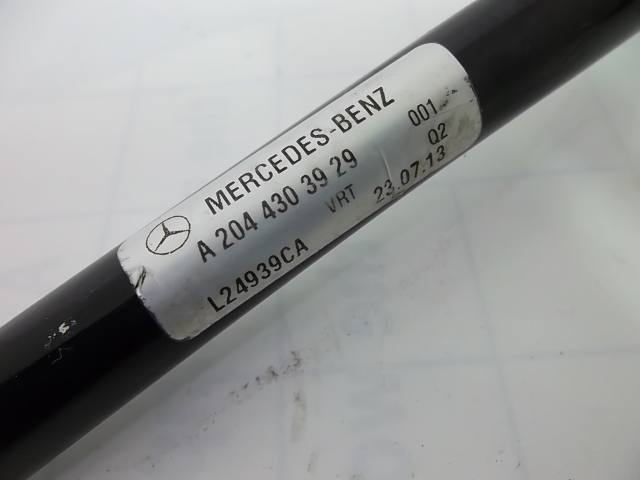 MERCEDES-BENZ 001
A 204 430 39 29 Q2
VRT 23.07.13
L24939CA